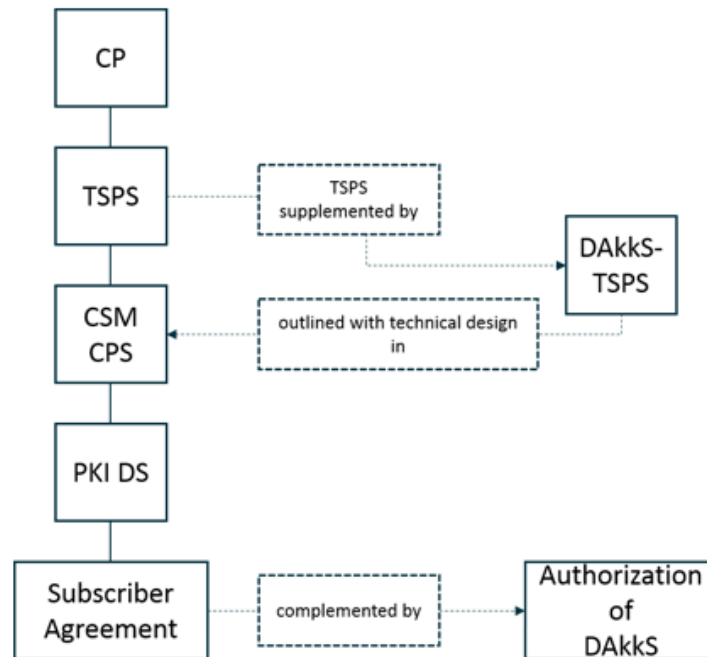 CP
TSPS
TSPS
supplemented by
DAkkS-
TSPS
CSM
CPS
outlined with technical design
in
PKI DS
Subscriber
Agreement
complemented by
Authorization
of
DAkkS